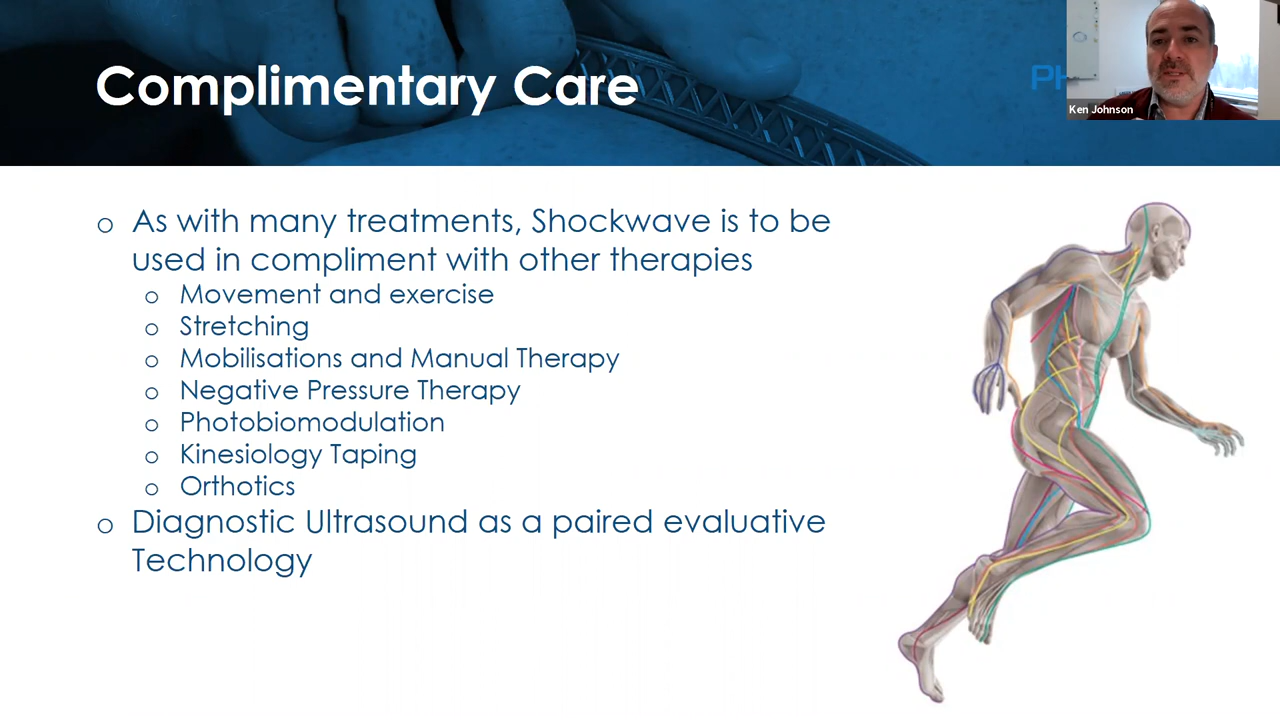 Complimentary Care
PH
Ken Johnson
o As with many treatments, Shockwave is to be
used in compliment with other therapies
o Movement and exercise
o Stretching
o Mobilisations and Manual Therapy
o Negative Pressure Therapy
o Photobiomodulation
o Kinesiology Taping
o Orthotics
o Diagnostic Ultrasound as a paired evaluative
Technology